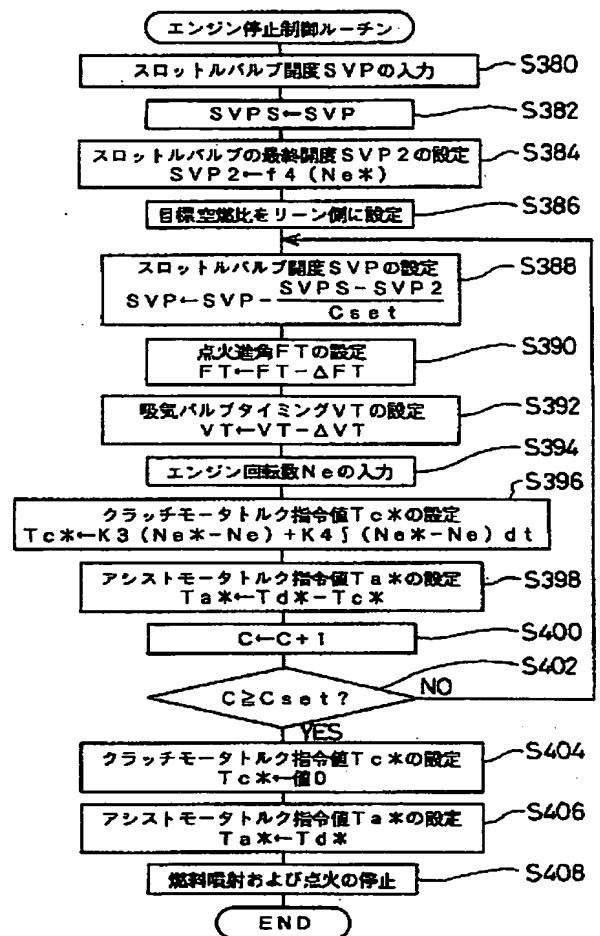 エンジン停止制御ルーチン
スロットルバルブ開度SVPの入力
S380
SVPS←SVP
S382
スロットルバルブの最終開度SVP2の設定
SVP2←f4(Ne*)
S384
目標空燃比をリーン側に設定
S386
スロットルバルブ開度SVPの設定
SVP←SVP-
SVPS-SVP2
Cset
S388
点火進角FTの設定
FT←FT-ΔFT
S390
吸気バルブタイミングVTの設定
VT←VT-ΔVT
S392
エンジン回転数Neの入力
S394
クラッチモータトルク指令値Tc*の設定
Tc*←K3(Ne*-Ne)+K4∫(Ne*-Ne)dt
S396
アシストモータトルク指令値Ta*の設定
Ta*←Td*-Tc*
S398
C←C+1
S400
C≧Cset?
S402
NO
YES
クラッチモータトルク指令値Tc*の設定
Tc*←値0
S404
アシストモータトルク指令値Ta*の設定
Ta*←Td*
S406
燃料噴射および点火の停止
S408
END